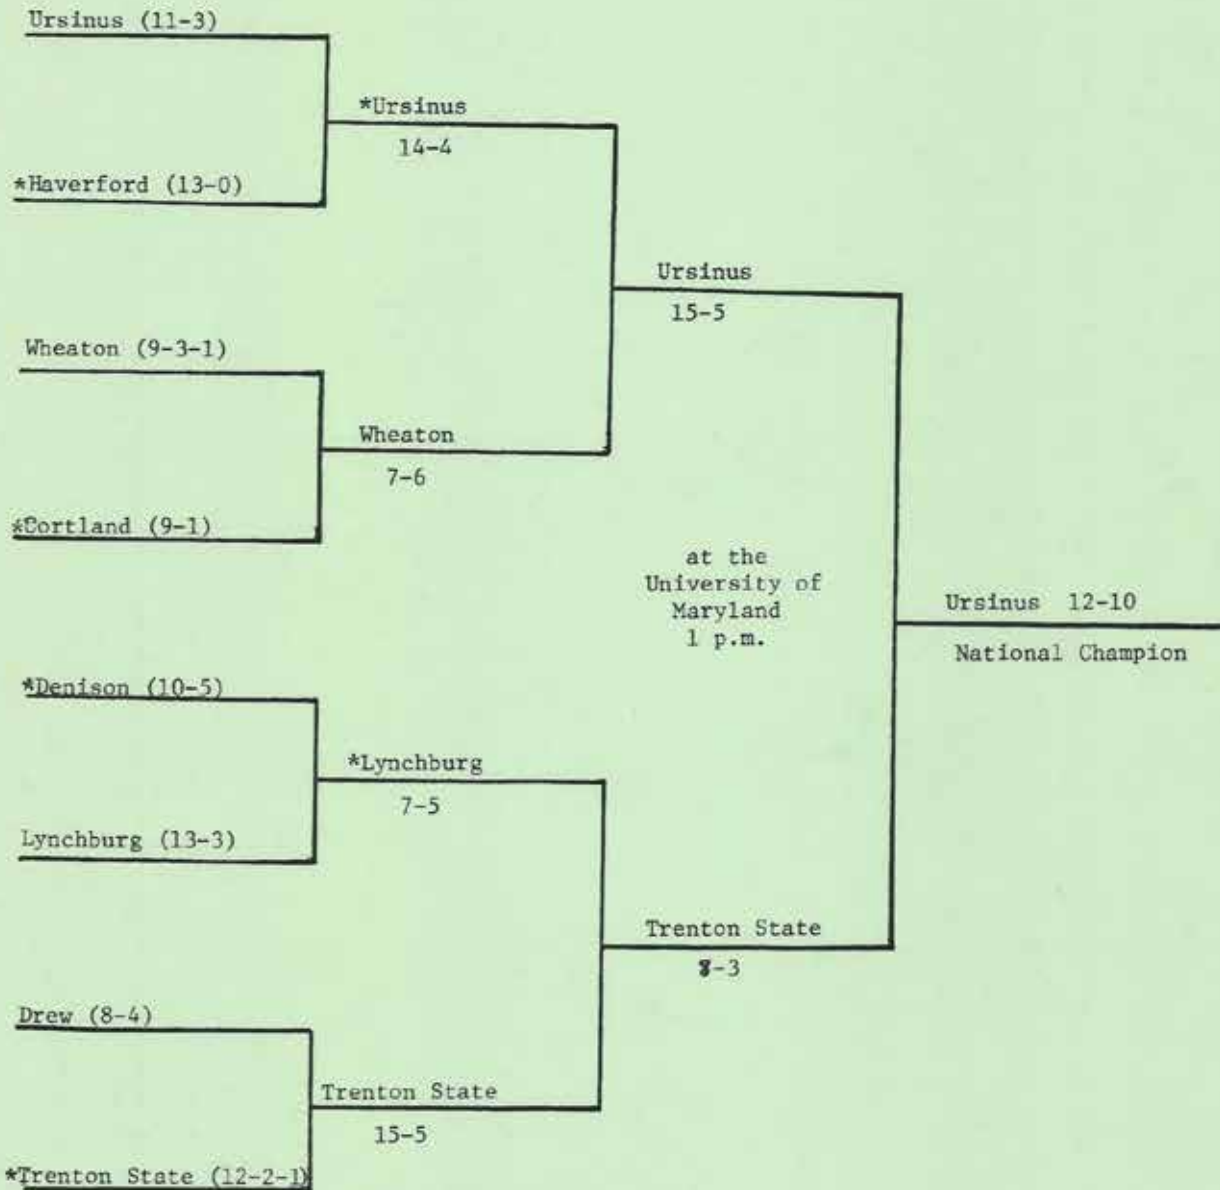 Ursinus (11-3)
*Ursinus
14-4
*Haverford (13-0)
Ursinus
15-5
Wheaton (9-3-1)
Wheaton
7-6
*Cortland (9-1)
at the
University of
Maryland
1 p.m.
Ursinus 12-10
National Champion
*Denison (10-5)
*Lynchburg
7-5
Lynchburg (13-3)
Trenton State
-3
Drew (8-4)
Trenton State
15-5
*Trenton State (12-2-1)